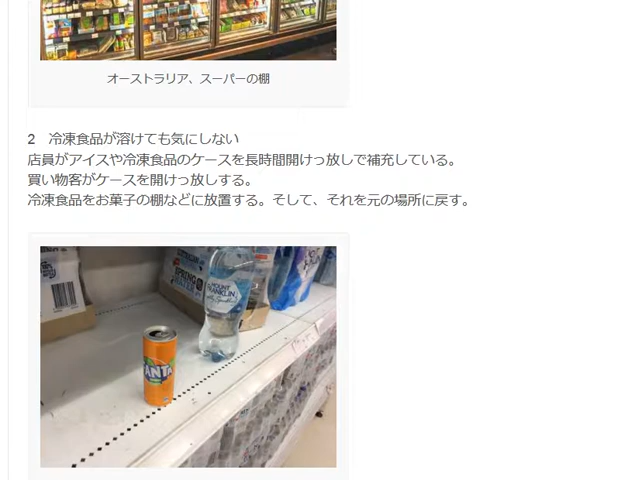 オーストラリア、スーパーの棚
2　冷凍食品が溶けても気にしない
店員がアイスや冷凍食品のケースを長時間開けっ放しで補充している。
買い物客がケースを開けっ放しする。
冷凍食品をお菓子の棚などに放置する。そして、それを元の場所に戻す。
SPRING
WATER
MOUNT
FRANKLIN
FANTA